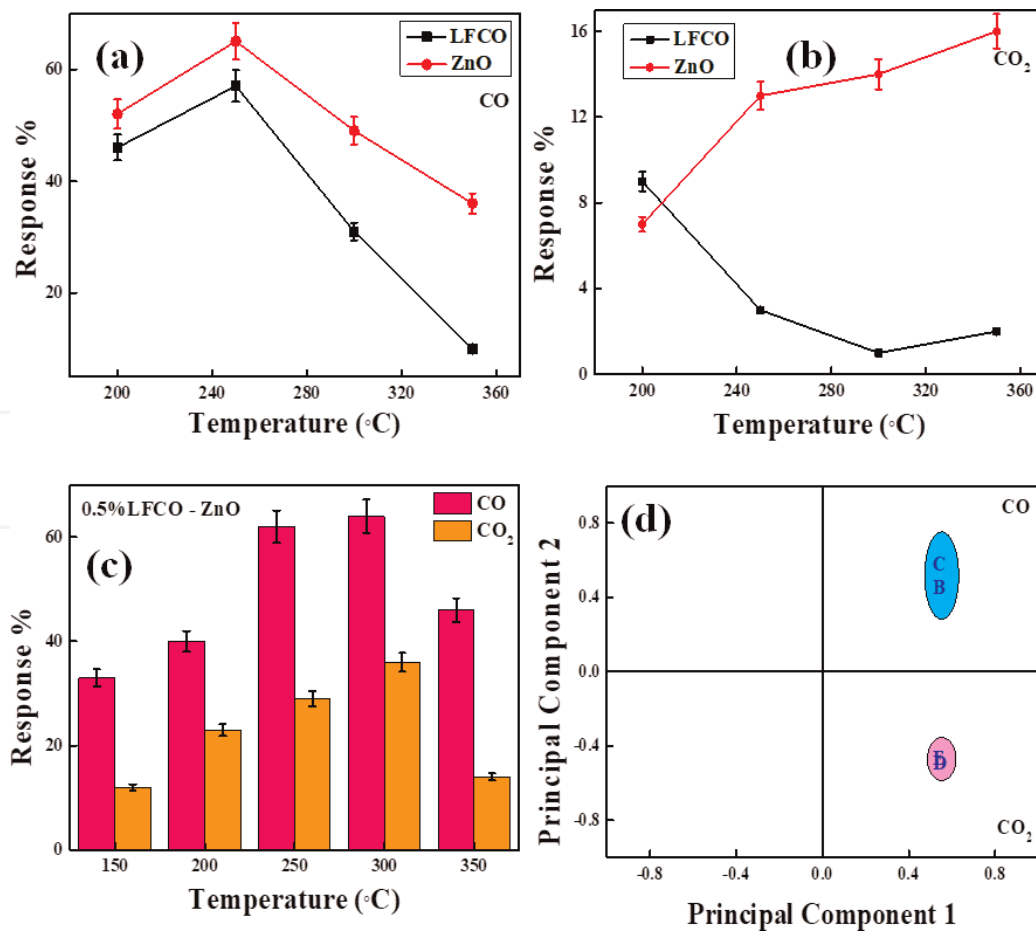 (a)
LFCO
ZnO
CO
Response %
60
40
20
200 240 280 320 360
Temperature (◦C)
(b)
LFCO
ZnO
CO₂
Response %
16
12
8
4
0
200 240 280 320 360
Temperature (◦C)
0.5%LFCO - ZnO
CO
CO₂
(c)
Response %
60
40
20
0
150 200 250 300 350
Temperature (◦C)
(d)
CO
Principal Component 2
0.8
0.4
0.0
-0.4
-0.8
C
B
D
CO₂
-0.8 -0.4 0.0 0.4 0.8
Principal Component 1